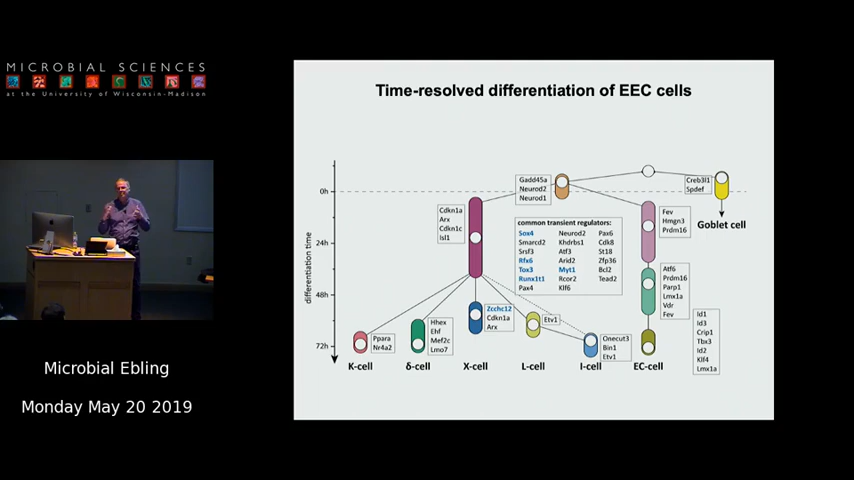 MICROBIAL SCIENCES
at the University of Wisconsin-Madison
Microbial Ebling
Monday May 20 2019
Time-resolved differentiation of EEC cells
differentiation time
0h
24h
48h
72h
Gadd45a
Neurod2
Neurod1
Creb3l1
Spdef
Goblet cell
Cdkn1a
Arx
Cdkn1c
Isl1
common transient regulators:
Sox4 Neurod2 Pax6
Smarcd2 Khdrbs1 Cdk8
Srsf3 Atf3 St18
Rfx6 Arid2 Zfp36
Tox3 Myt1 Bcl2
Runx1t1 Rcor2 Tead2
Pax4 Klf6
Fev
Hmgn3
Prdm16
Atf6
Prdm16
Parp1
Lmx1a
Vdr
Fev
Ppara
Nr4a2
Hhex
Ehf
Mef2c
Lmo7
Zcchc12
Cdkn1a
Arx
Etv1
Onecut3
Bin1
Etv1
Id1
Id3
Crip1
Tbx3
Id2
Klf4
Lmx1a
K-cell
δ-cell
X-cell
L-cell
I-cell
EC-cell